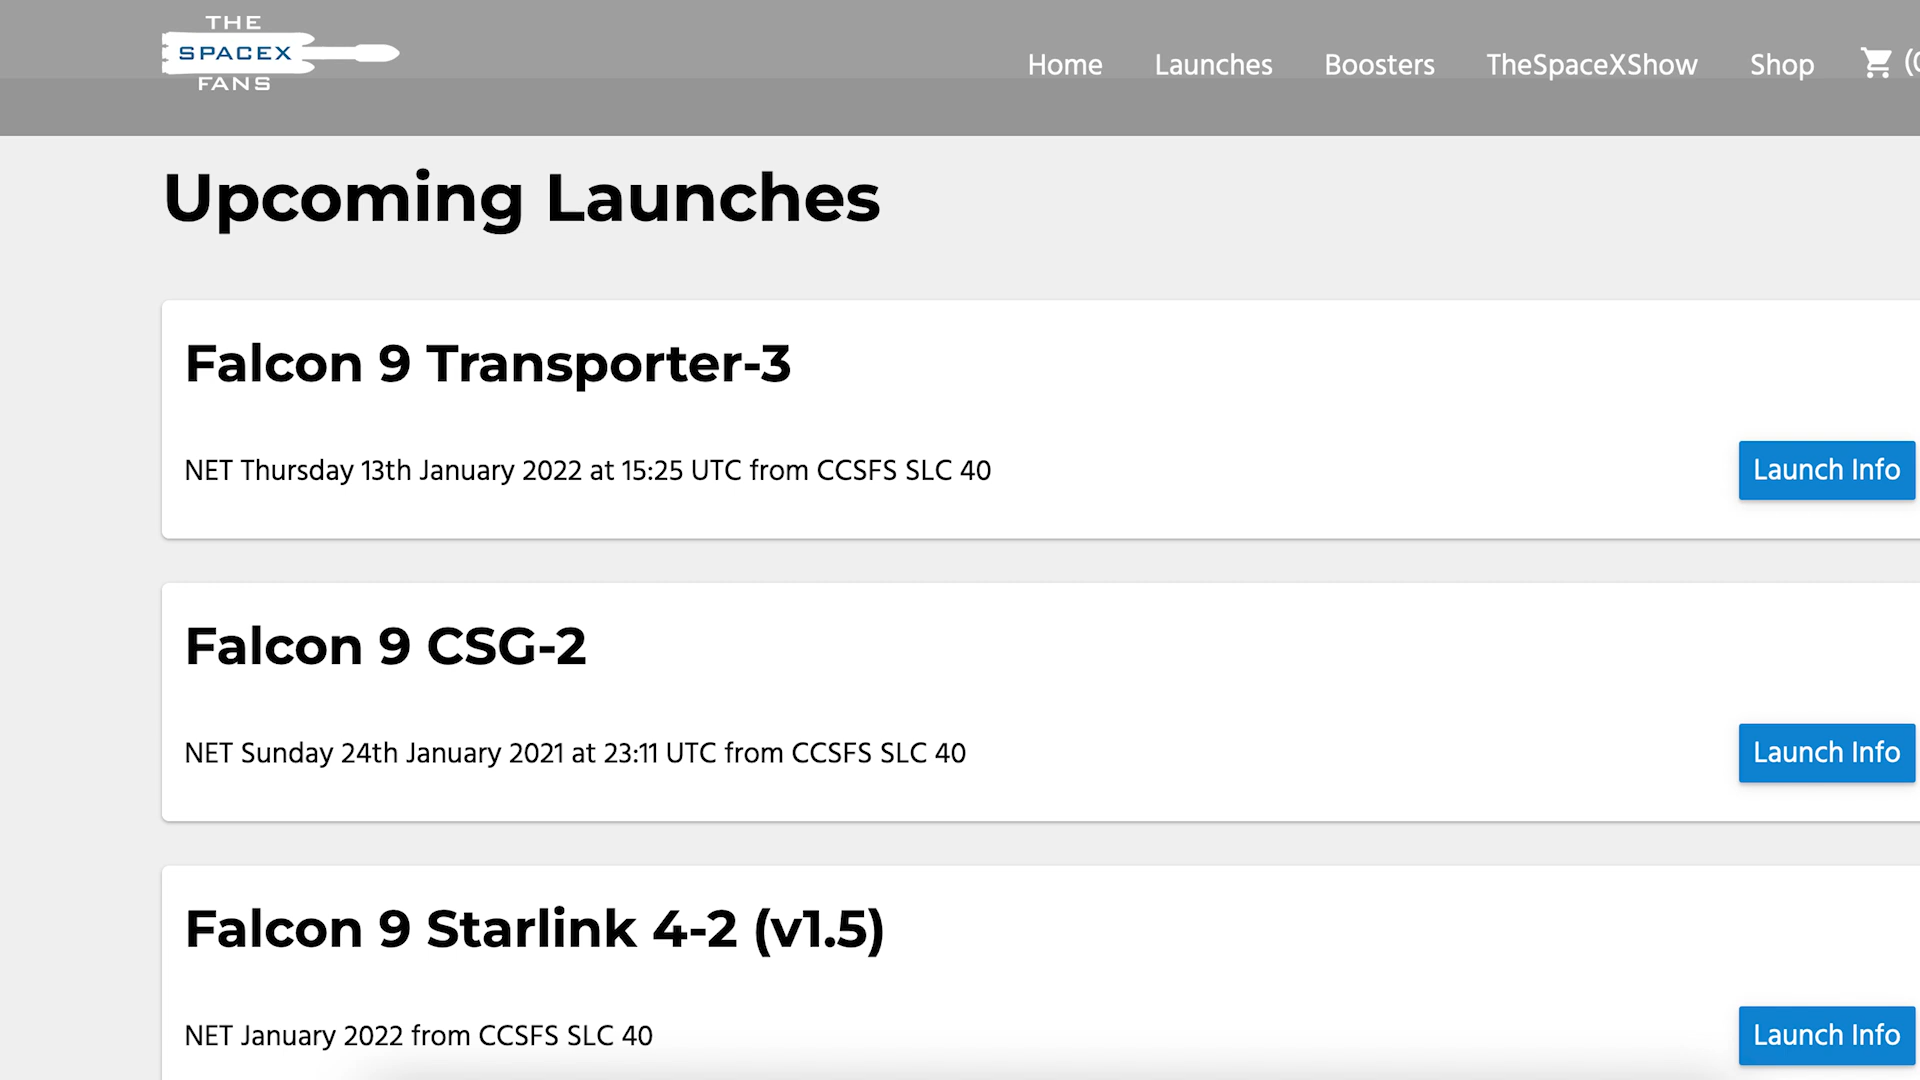 THE
SPACEX
FANS
Home Launches Boosters TheSpaceXShow Shop
Upcoming Launches
Falcon 9 Transporter-3
NET Thursday 13th January 2022 at 15:25 UTC from CCSFS SLC 40
Launch Info
Falcon 9 CSG-2
NET Sunday 24th January 2021 at 23:11 UTC from CCSFS SLC 40
Launch Info
Falcon 9 Starlink 4-2 (v1.5)
NET January 2022 from CCSFS SLC 40
Launch Info